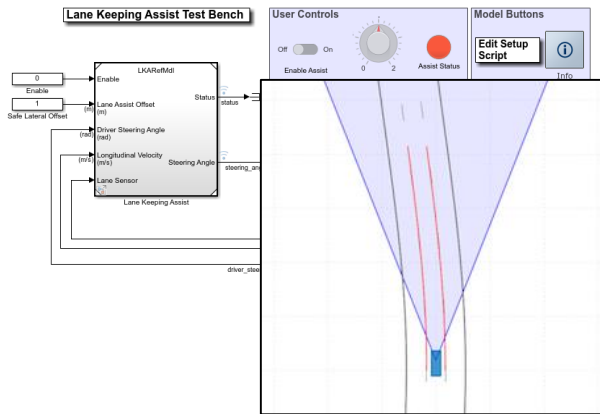 Lane Keeping Assist Test Bench
User Controls
Off
On
Enable Assist
0
1
2
Assist Status
Model Buttons
Edit Setup
Script
Info
LKARefMdl
0
Enable
Enable
1
Safe Lateral Offset
(m)
Lane Assist Offset
(m)
(rad)
Driver Steering Angle
(rad)
(m/s)
Longitudinal Velocity
(m/s)
Lane Sensor
Status
status
Steering Angle
steering_ang
Lane Keeping Assist
driver_stee